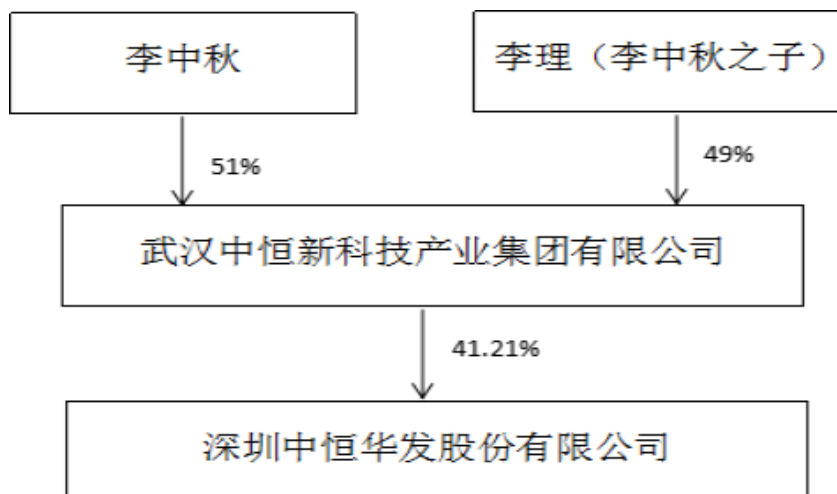 李中秋
李理（李中秋之子）
51%
49%
武汉中恒新科技产业集团有限公司
41.21%
深圳中恒华发股份有限公司